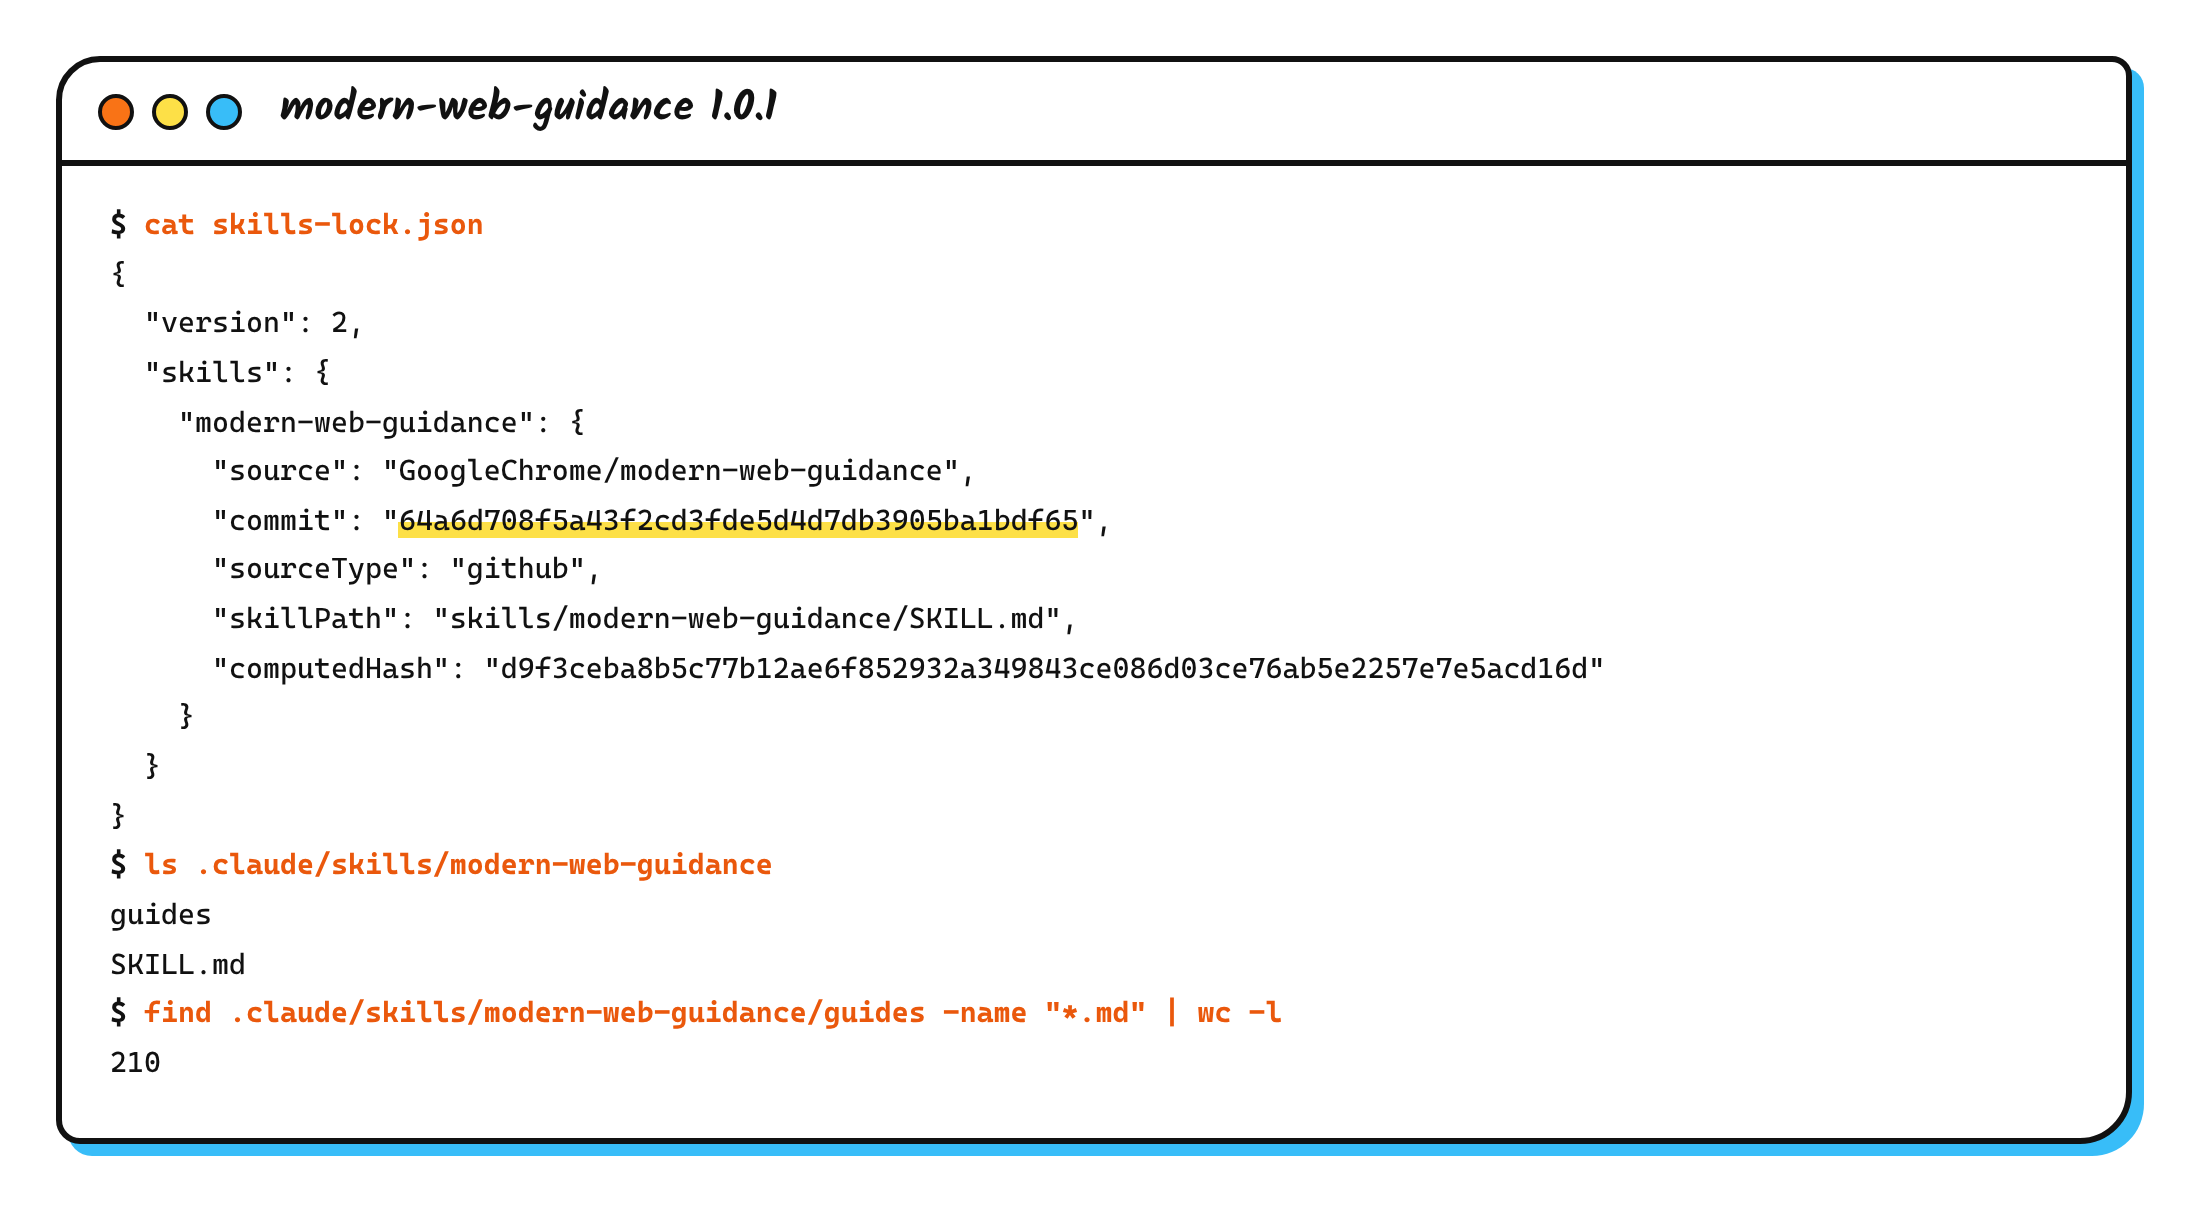 modern-web-guidance 1.0.1
$ cat skills-lock.json
{
  "version": 2,
  "skills": {
    "modern-web-guidance": {
      "source": "GoogleChrome/modern-web-guidance",
      "commit": "64a6d708f5a43f2cd3fde5d4d7db3905ba1bdf65",
      "sourceType": "github",
      "skillPath": "skills/modern-web-guidance/SKILL.md",
      "computedHash": "d9f3ceba8b5c77b12ae6f852932a349843ce086d03ce76ab5e2257e7e5acd16d"
    }
  }
}
$ ls .claude/skills/modern-web-guidance
guides
SKILL.md
$ find .claude/skills/modern-web-guidance/guides -name "*.md" | wc -l
210